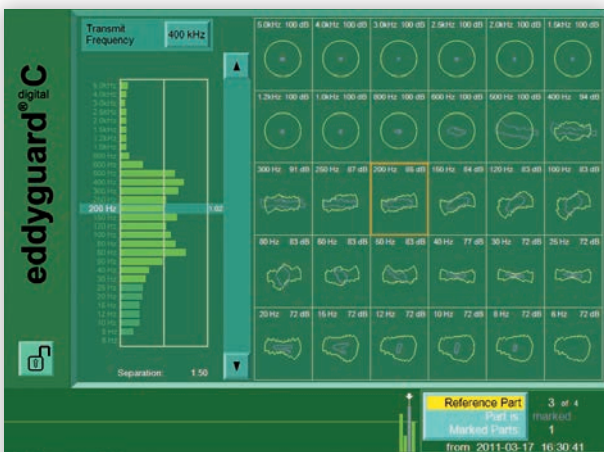 eddyguard® digital C
Transmit
Frequency
400 kHz
5.0kHz 100 dB
4.0kHz 100 dB
3.0kHz 100 dB
2.5kHz 100 dB
2.0kHz 100 dB
1.5kHz 100 dB
1.2kHz 100 dB
1.0kHz 100 dB
800 Hz 100 dB
600 Hz 100 dB
500 Hz 100 dB
400 Hz 94 dB
300 Hz 91 dB
250 Hz 87 dB
200 Hz
160 Hz 84 dB
120 Hz 83 dB
100 Hz 83 dB
80 Hz 83 dB
60 Hz 83 dB
50 Hz 83 dB
40 Hz 77 dB
30 Hz 72 dB
25 Hz 72 dB
20 Hz 72 dB
15 Hz 72 dB
12 Hz 72 dB
10 Hz 72 dB
8 Hz 72 dB
6 Hz 72 dB
200 Hz 1.02
Separation: 1.50
Reference Part 3 of 4
Part is marked
Marked Parts: 1
from 2011-03-17 16:30:41